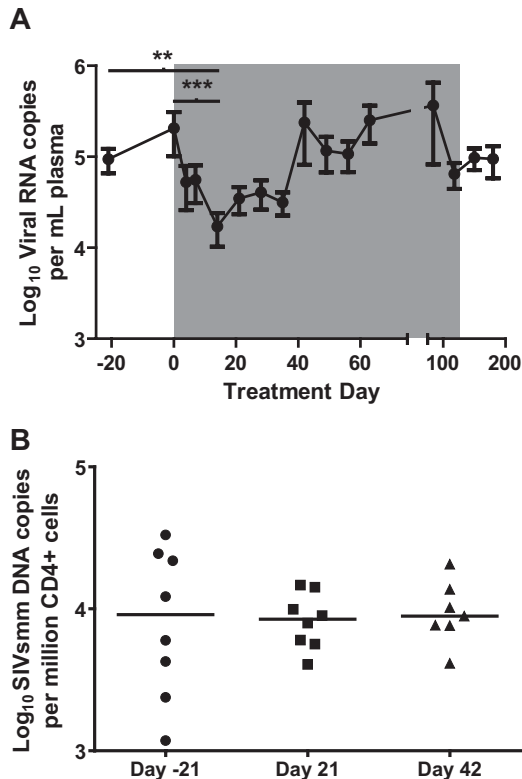 A
**
***
6
5
4
3
Log10 Viral RNA copies
per mL plasma
-20 0 20 40 60 100 200
Treatment Day
B
5
4
3
Log10 SIVsmm DNA copies
per million CD4+ cells
Day -21 Day 21 Day 42